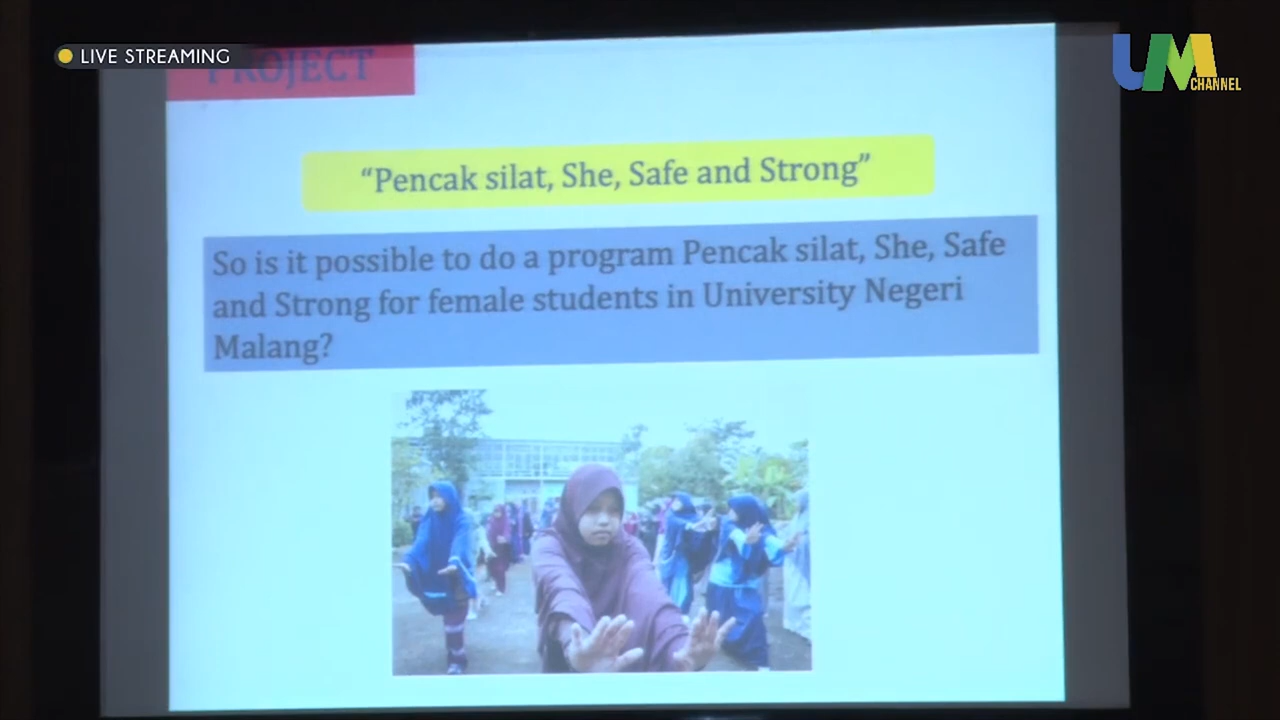 LIVE STREAMING
UM
CHANNEL
PROJECT
“Pencak silat, She, Safe and Strong”
So is it possible to do a program Pencak silat, She, Safe
and Strong for female students in University Negeri
Malang?